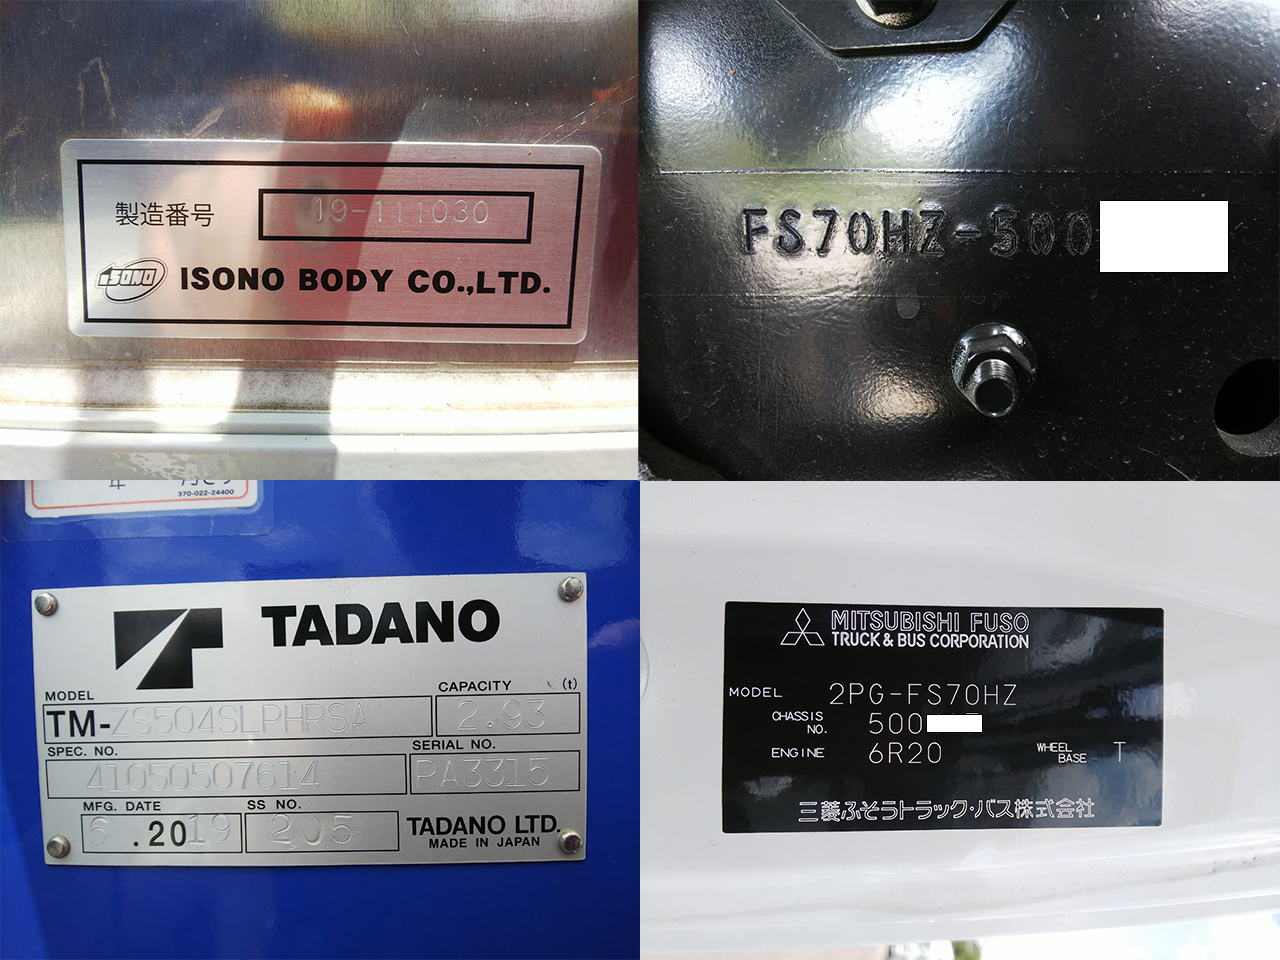 製造番号 19-111030
ISONO ISONO BODY CO.,LTD.
FS70HZ-500
370-022-24400
TADANO
MODEL
CAPACITY (t)
TM-ZS504SLPHRSA 2.93
SPEC. NO. SERIAL NO.
41050507614 PA3315
MFG. DATE SS NO.
6 .2019 205 TADANO LTD.
MADE IN JAPAN
MITSUBISHI FUSO
TRUCK & BUS CORPORATION
MODEL 2PG-FS70HZ
CHASSIS NO. 500
ENGINE 6R20 WHEEL BASE T
三菱ふそうトラック・バス株式会社